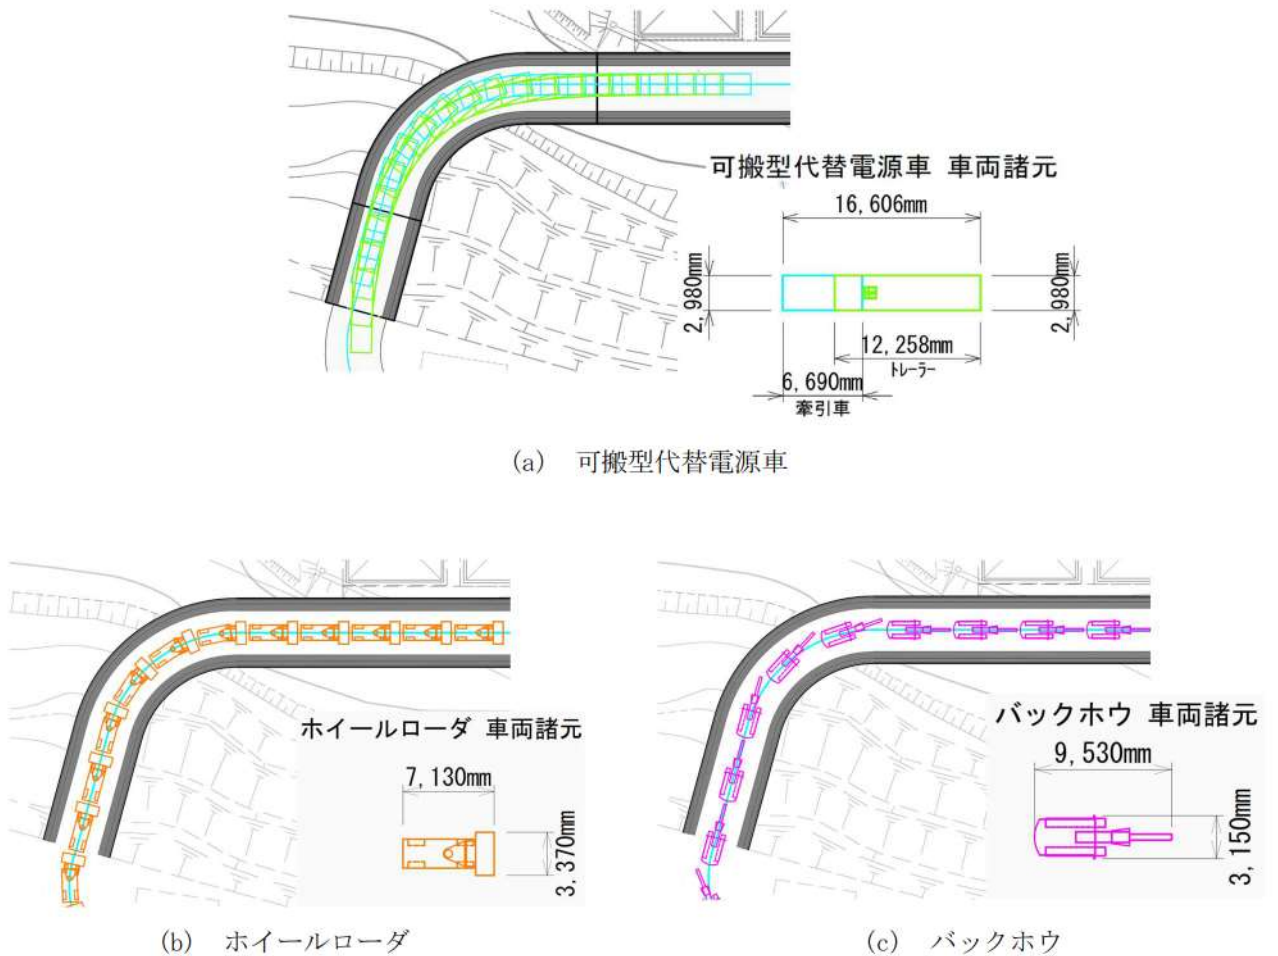 可搬型代替電源車 車両諸元
16,606mm
2,980mm
2,980mm
12,258mm
トレーラー
6,690mm
牽引車
(a) 可搬型代替電源車
ホイールローダ 車両諸元
7,130mm
3,370mm
(b) ホイールローダ
バックホウ 車両諸元
9,530mm
3,150mm
(c) バックホウ